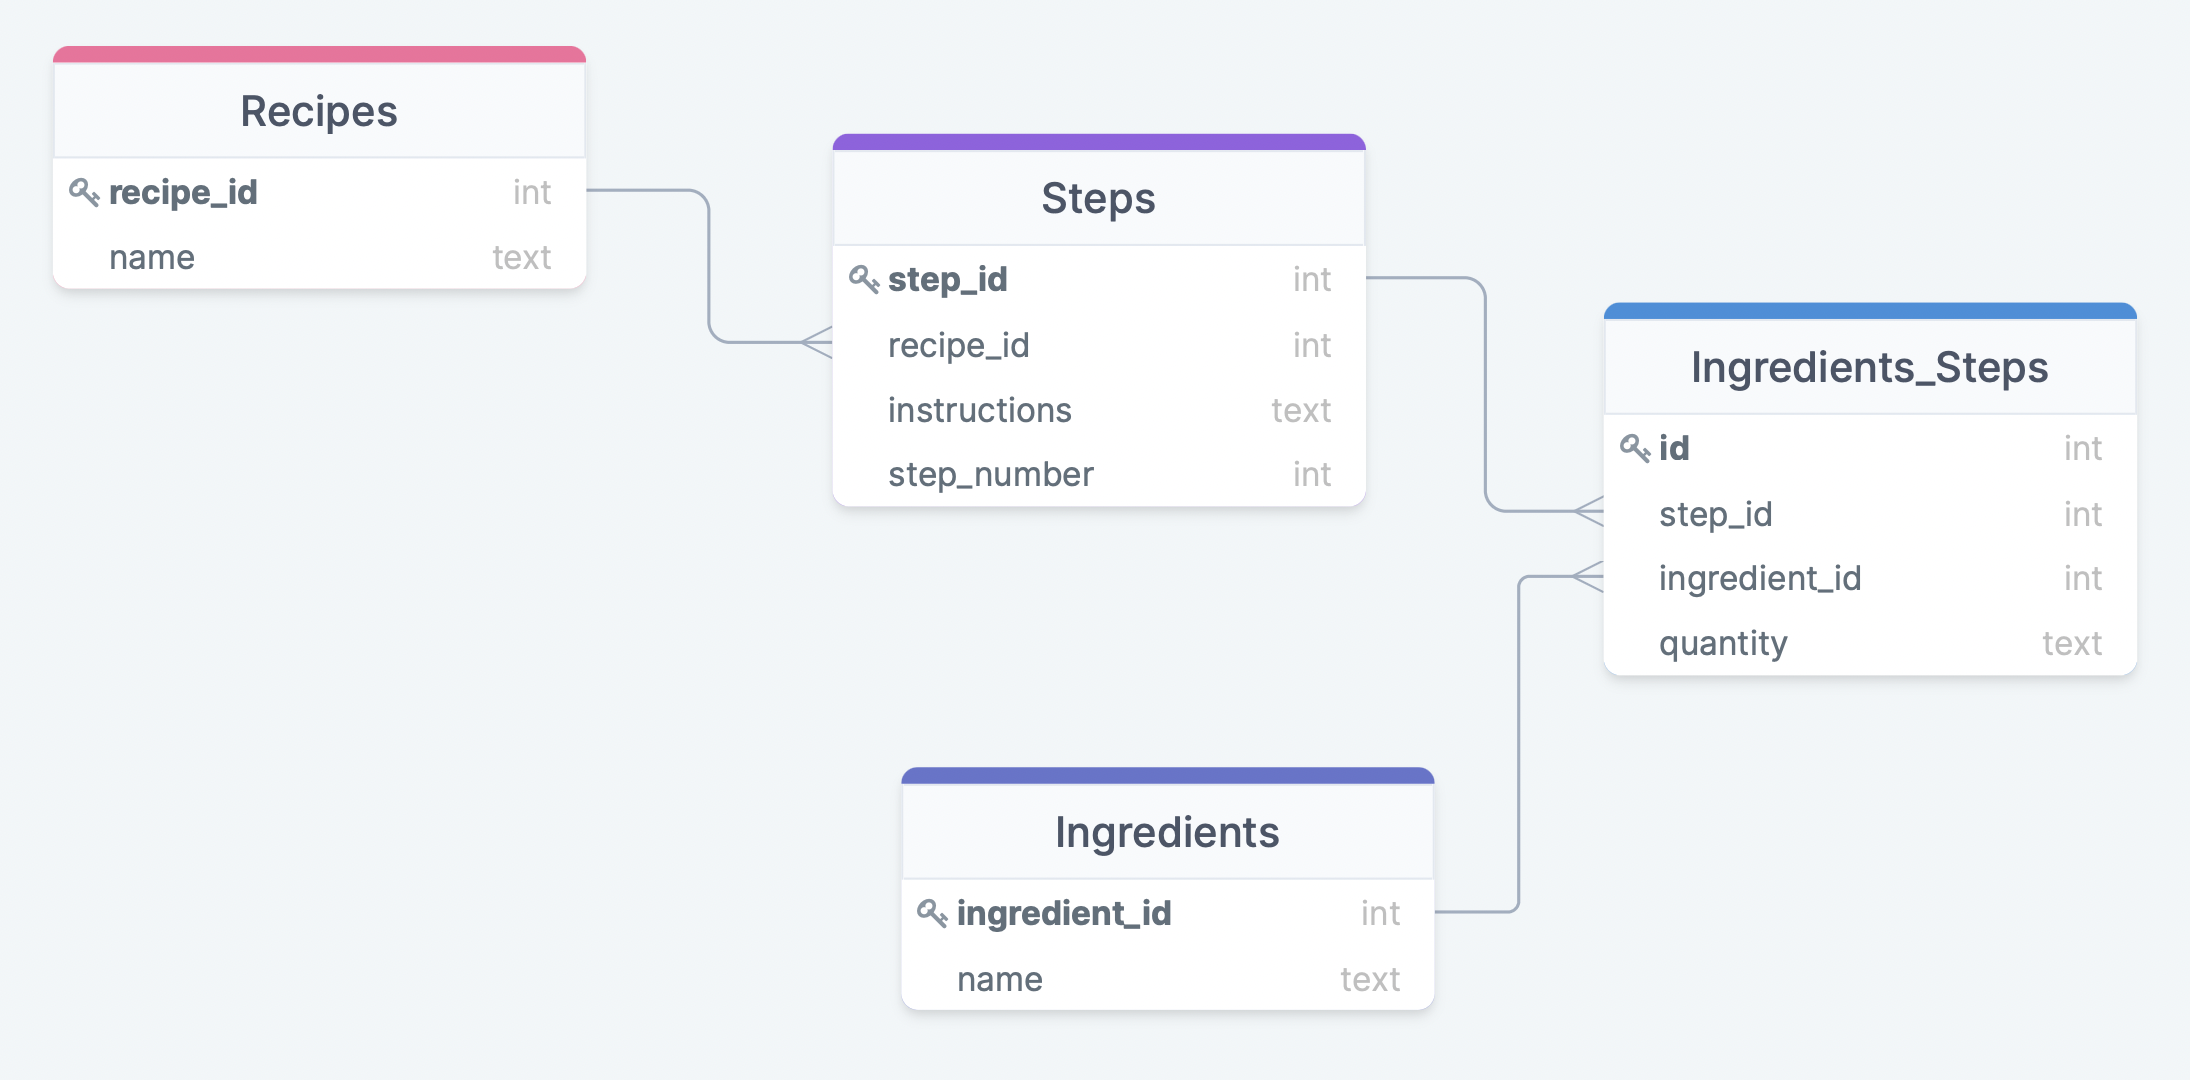 Recipes
recipe_id int
name text
Steps
step_id int
recipe_id int
instructions text
step_number int
Ingredients_Steps
id int
step_id int
ingredient_id int
quantity text
Ingredients
ingredient_id int
name text